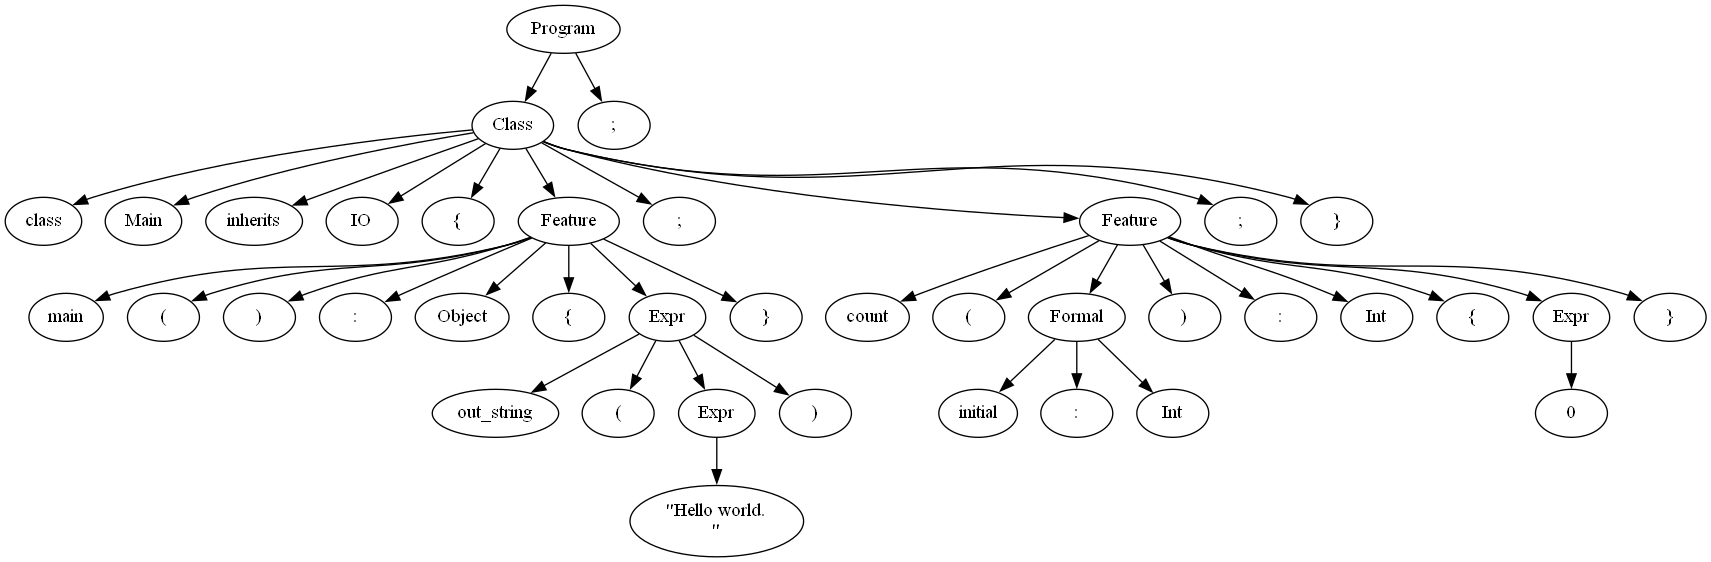 Program
Class ;
class Main inherits IO { Feature ; Feature ; }
main ( ) : Object { Expr } count ( Formal ) : Int { Expr }
out_string ( Expr ) initial : Int 0
"Hello world.
"